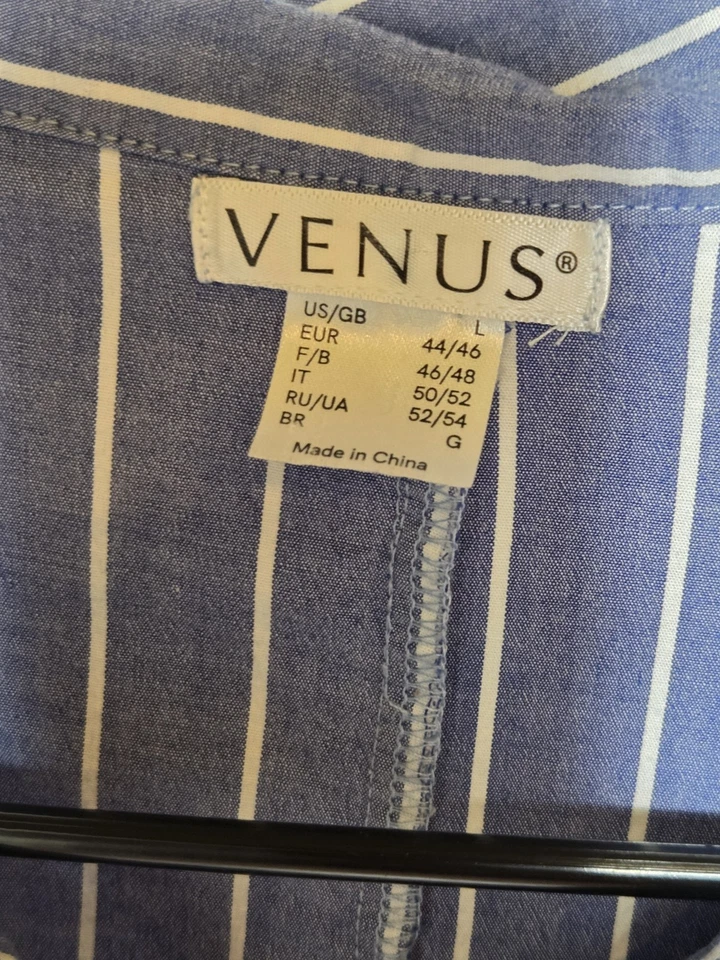 VENUS®
US/GB L
EUR 44/46
F/B 46/48
IT 50/52
RU/UA 52/54
BR G
Made in China